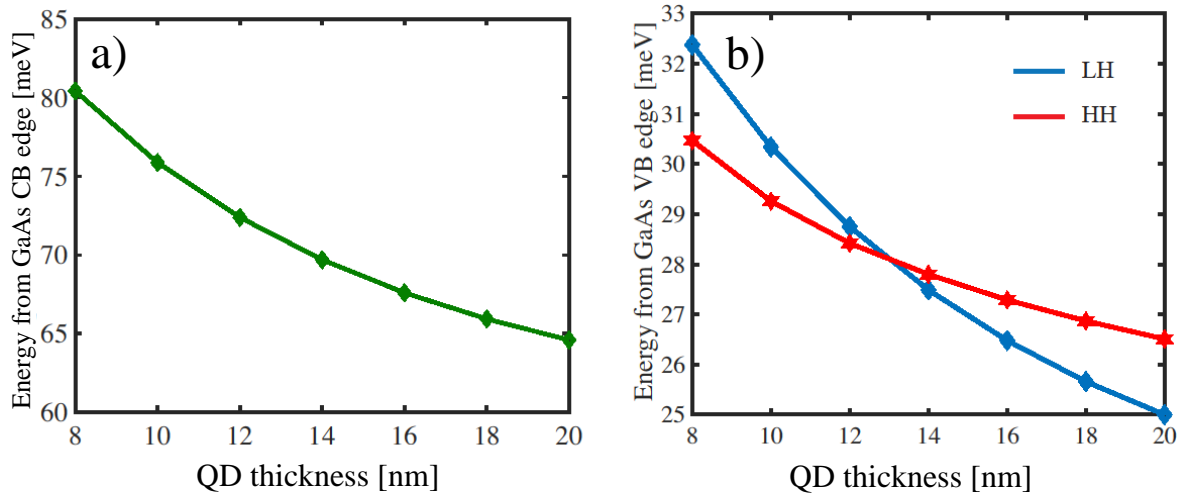 a)
Energy from GaAs CB edge [meV]
85
80
75
70
65
60
8 10 12 14 16 18 20
QD thickness [nm]
b)
Energy from GaAs VB edge [meV]
33
32
31
30
29
28
27
26
25
LH
HH
8 10 12 14 16 18 20
QD thickness [nm]